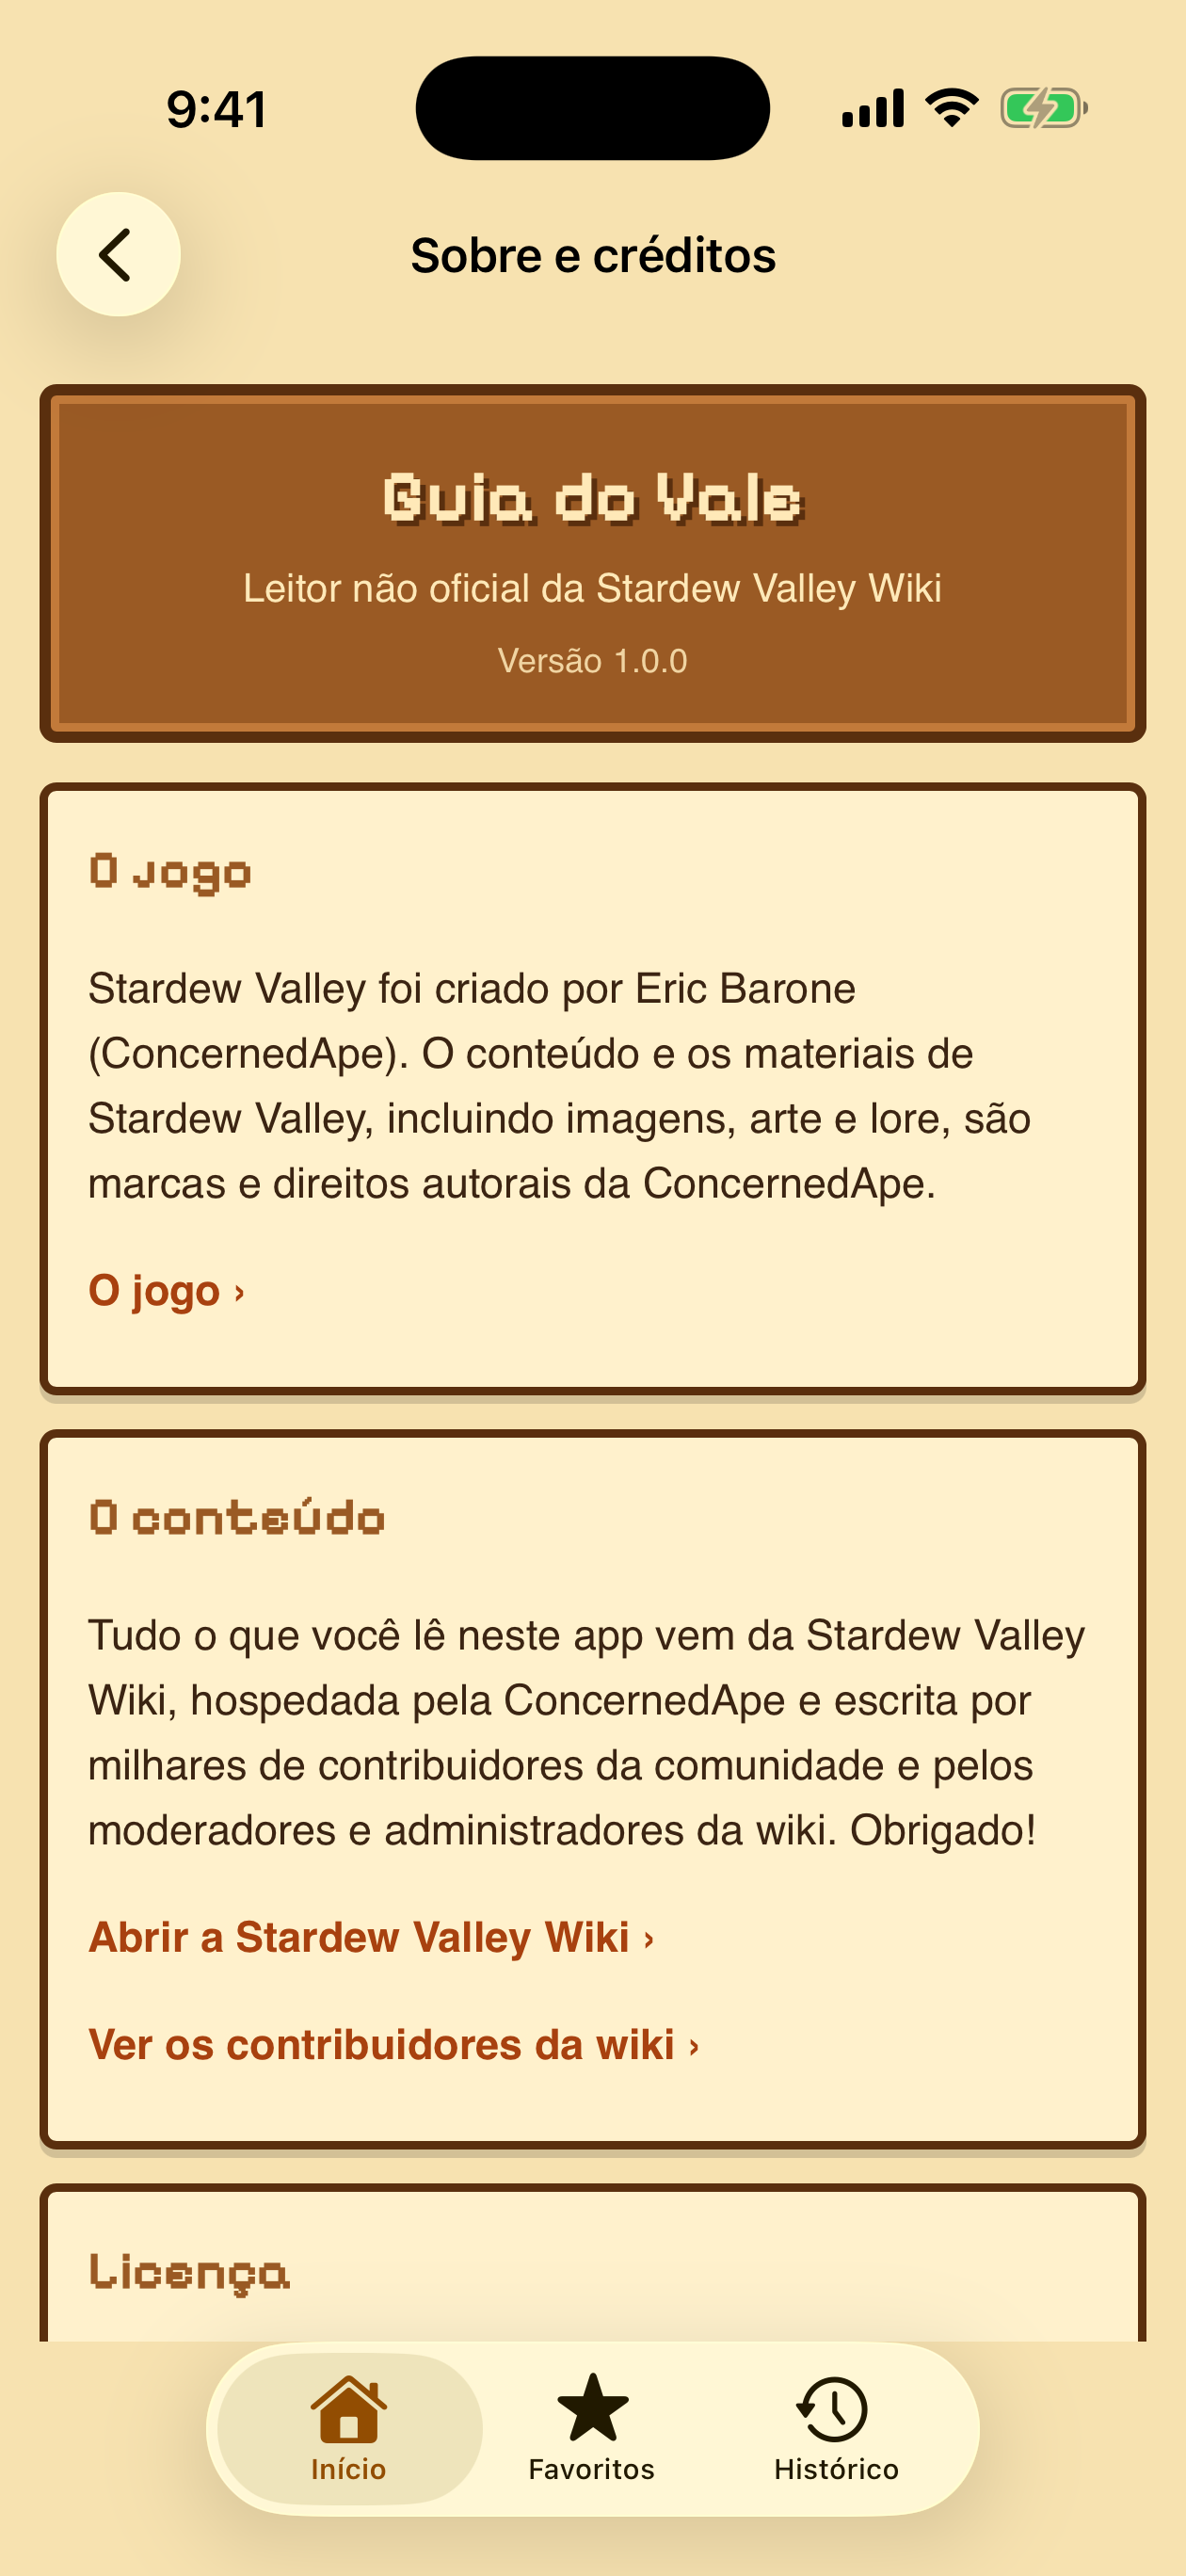 9:41
Sobre e créditos
Guia do Vale
Leitor não oficial da Stardew Valley Wiki
Versão 1.0.0
O jogo
Stardew Valley foi criado por Eric Barone
(ConcernedApe). O conteúdo e os materiais de
Stardew Valley, incluindo imagens, arte e lore, são
marcas e direitos autorais da ConcernedApe.
O jogo ›
O conteúdo
Tudo o que você lê neste app vem da Stardew Valley
Wiki, hospedada pela ConcernedApe e escrita por
milhares de contribuidores da comunidade e pelos
moderadores e administradores da wiki. Obrigado!
Abrir a Stardew Valley Wiki ›
Ver os contribuidores da wiki ›
Licença
Início
Favoritos
Histórico